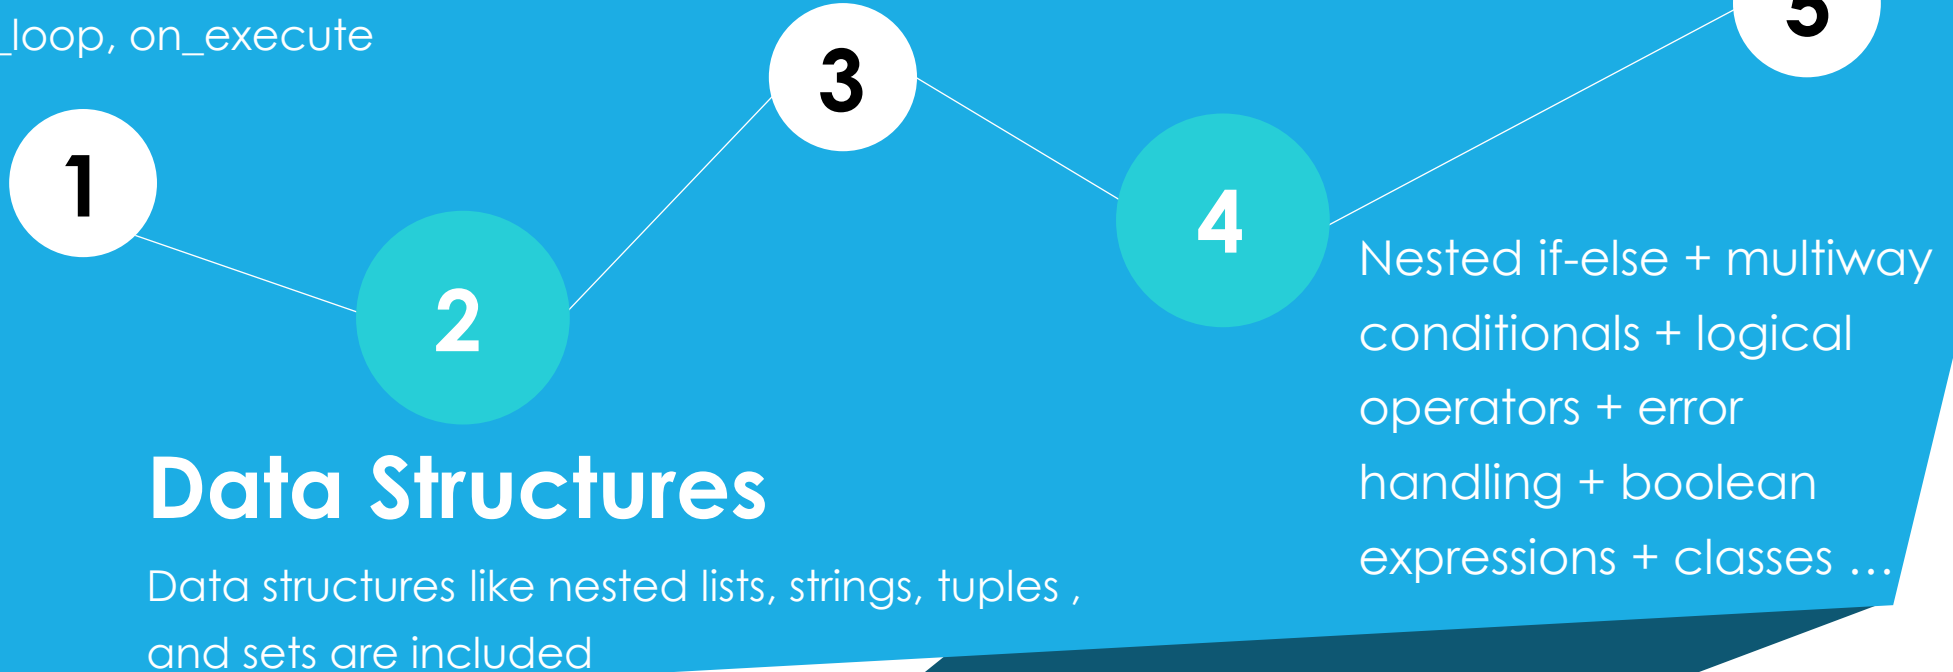 _loop, on_execute
1
2
3
4
5
Data Structures
Data structures like nested lists, strings, tuples ,
and sets are included
Nested if-else + multiway
conditionals + logical
operators + error
handling + boolean
expressions + classes …